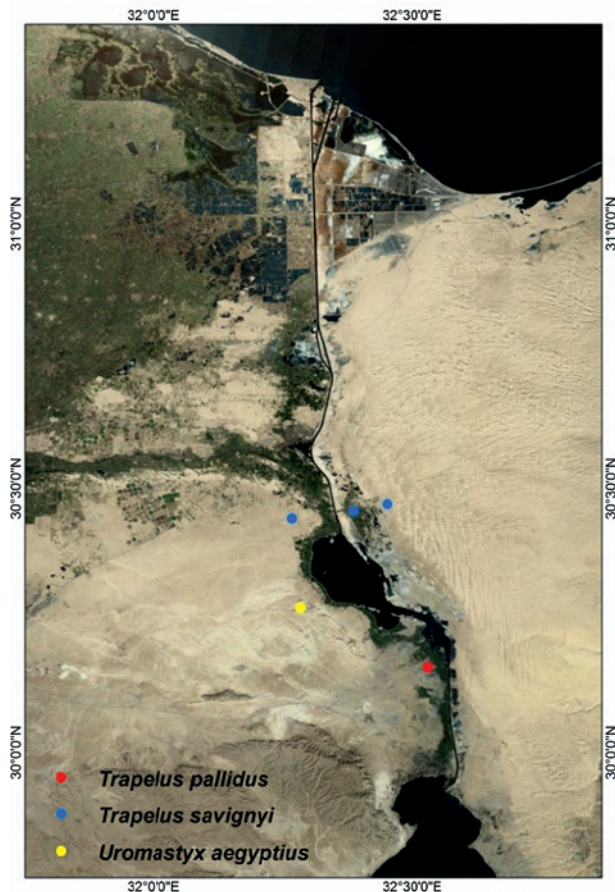 32°0'0"E 32°30'0"E
31°0'0"N 31°0'0"N
30°30'0"N 30°30'0"N
30°0'0"N 30°0'0"N
Trapelus pallidus
Trapelus savignyi
Uromastyx aegyptius
32°0'0"E 32°30'0"E